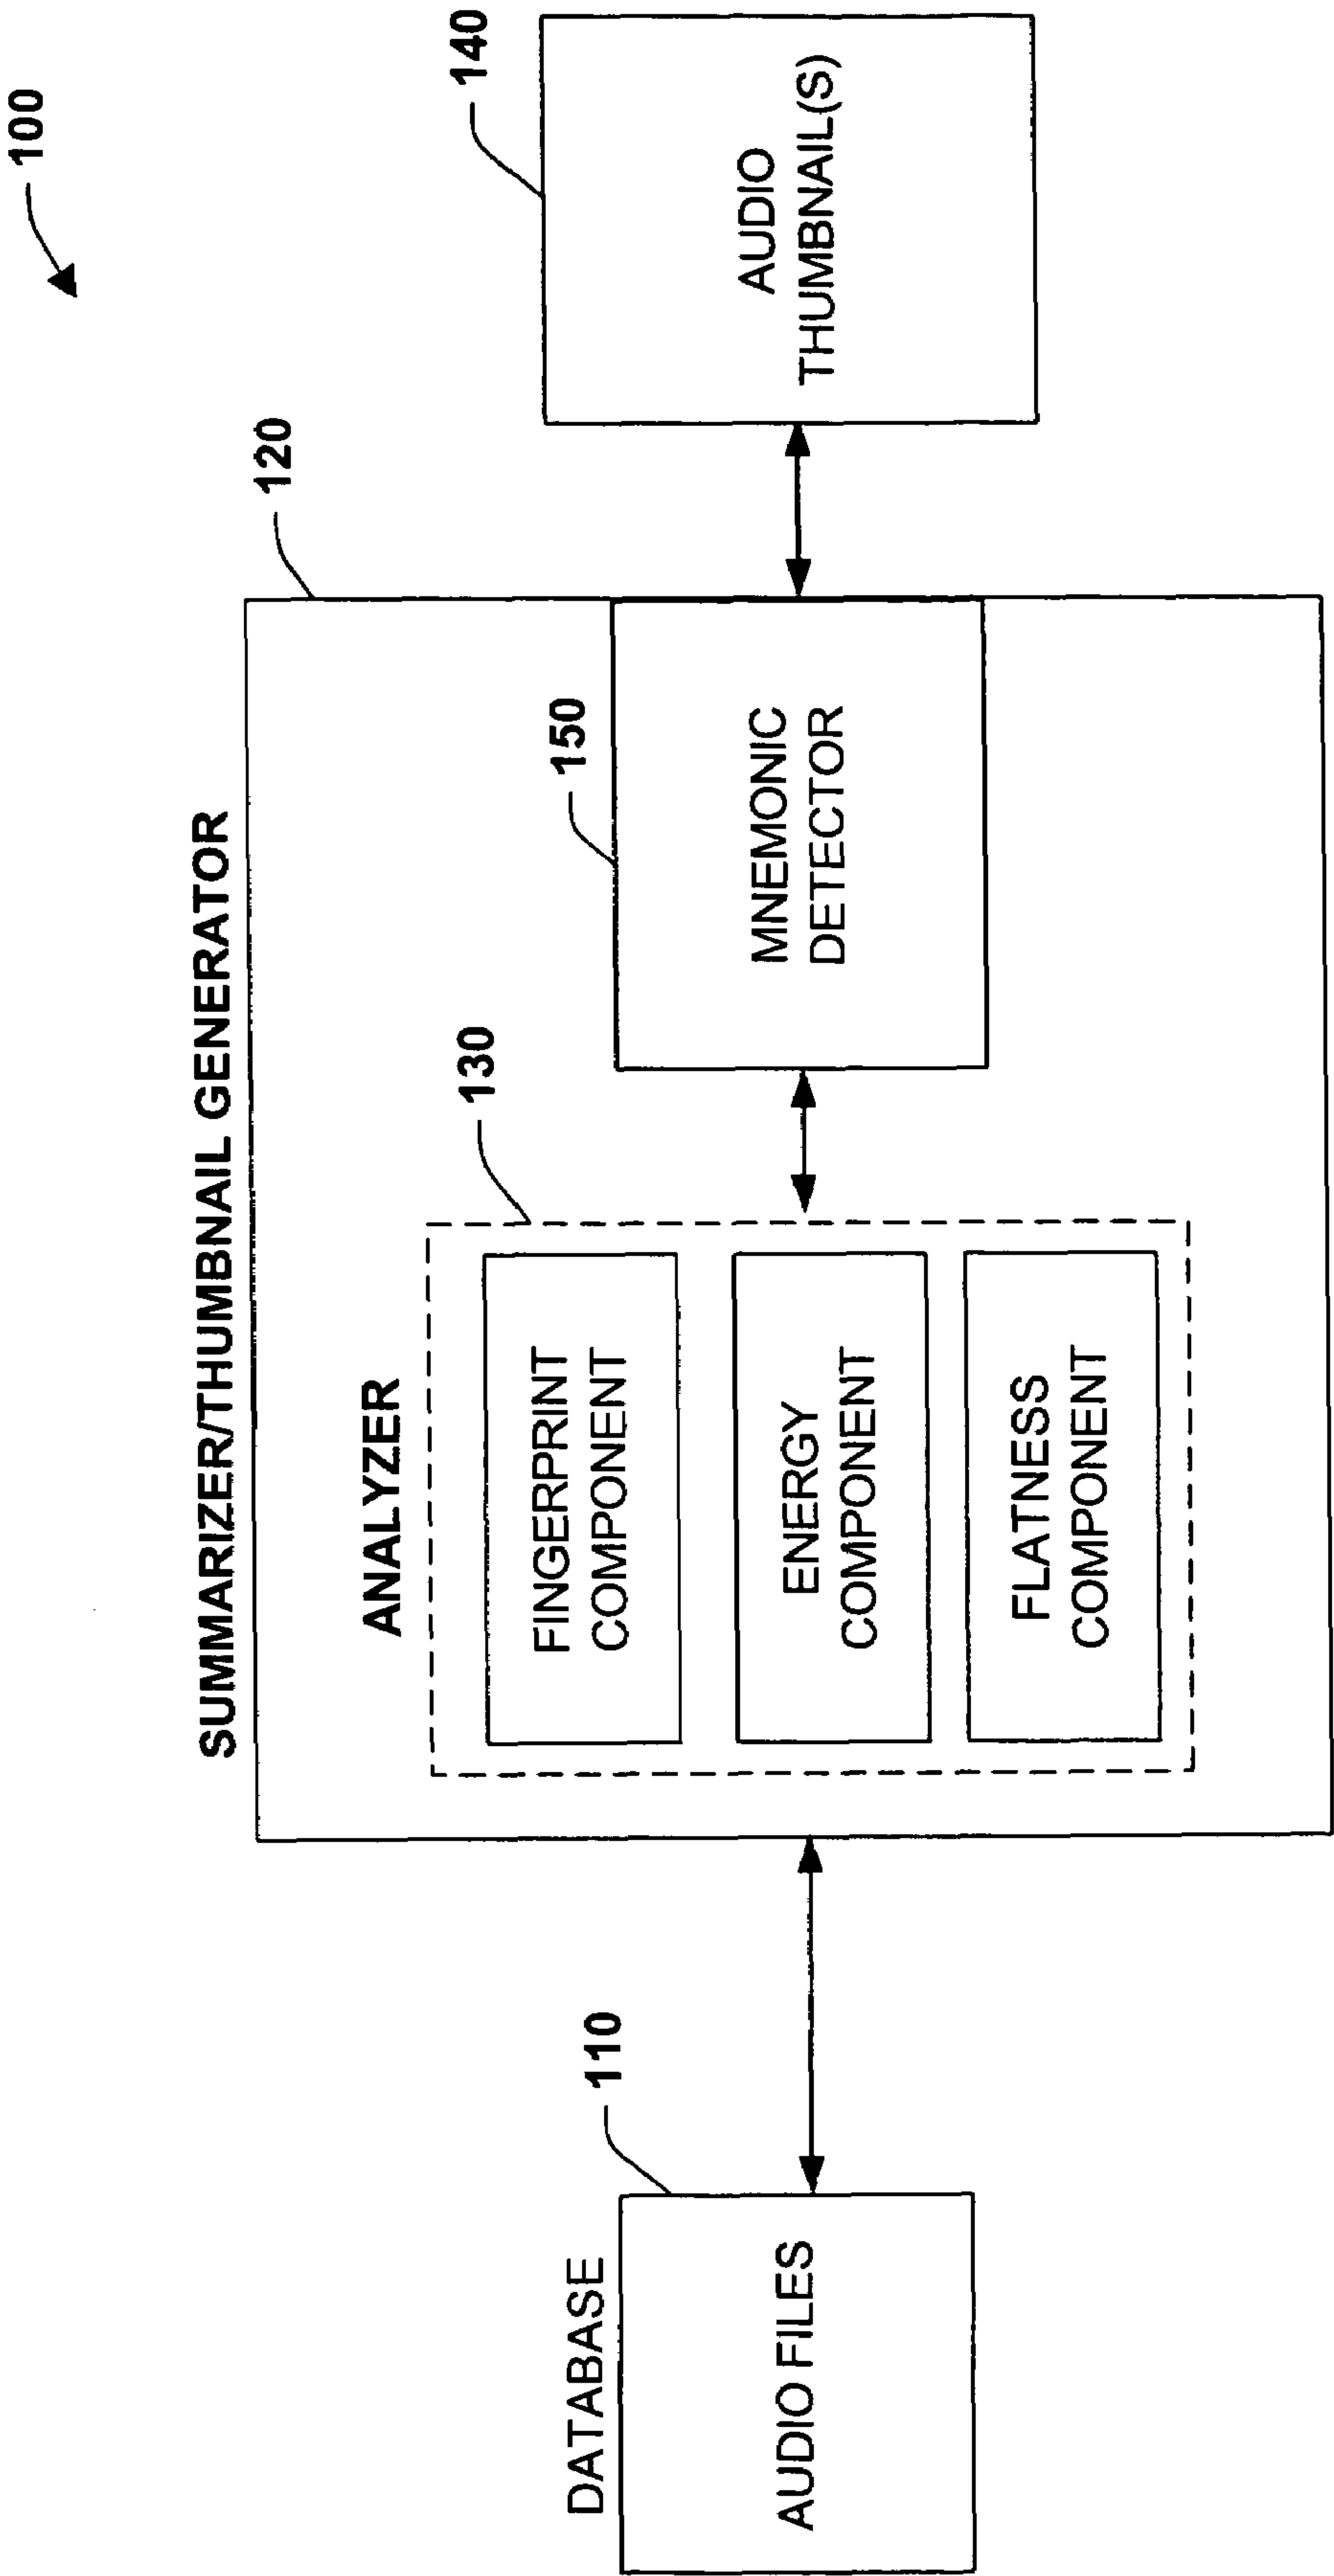 100
SUMMARIZER/THUMBNAIL GENERATOR
120
DATABASE
110
AUDIO FILES
ANALYZER
130
FINGERPRINT
COMPONENT
ENERGY
COMPONENT
FLATNESS
COMPONENT
150
MNEMONIC
DETECTOR
140
AUDIO
THUMBNAIL(S)